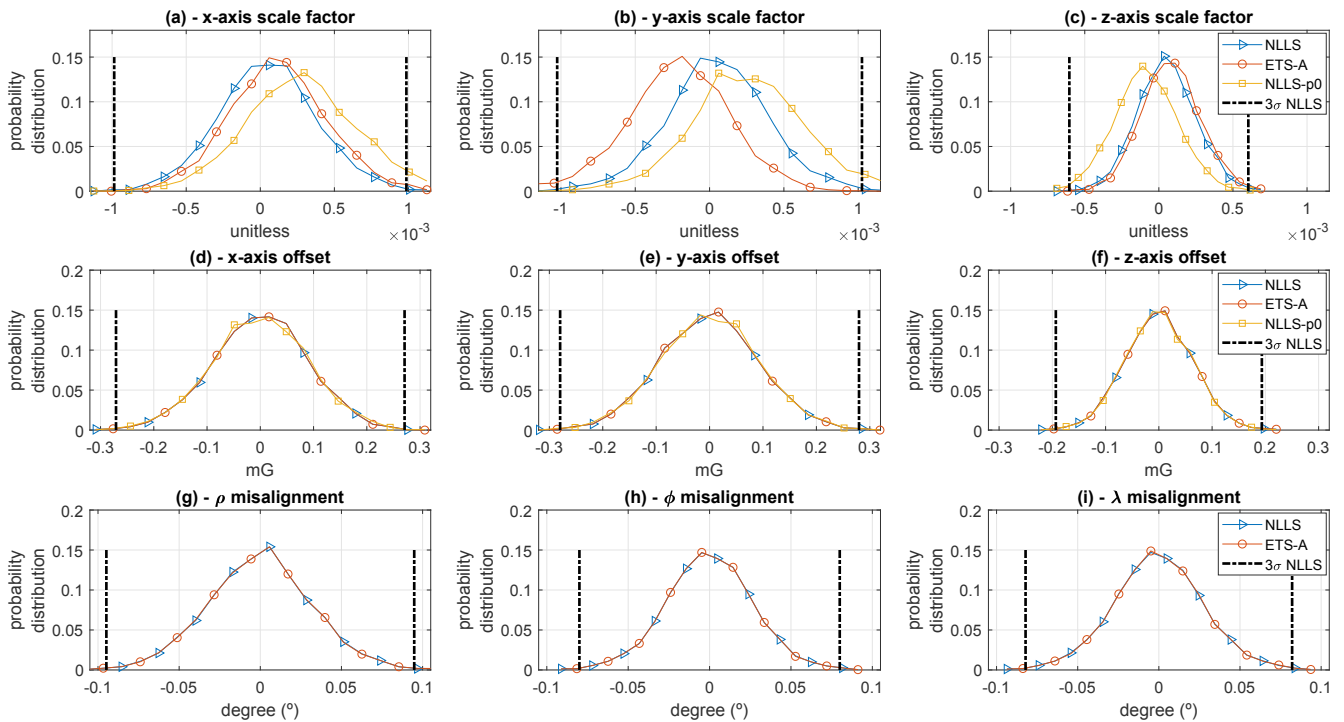 (a) - x-axis scale factor
probability
distribution
0.15
0.1
0.05
0
-1 -0.5 0 0.5 1
unitless
×10⁻³
(b) - y-axis scale factor
probability
distribution
0.15
0.1
0.05
0
-1 -0.5 0 0.5 1
unitless
×10⁻³
(c) - z-axis scale factor
probability
distribution
0.15
0.1
0.05
0
-1 -0.5 0 0.5 1
unitless
×10⁻³
NLLS
ETS-A
NLLS-p0
3σ NLLS
(d) - x-axis offset
probability
distribution
0.2
0.15
0.1
0.05
0
-0.3 -0.2 -0.1 0 0.1 0.2 0.3
mG
(e) - y-axis offset
probability
distribution
0.2
0.15
0.1
0.05
0
-0.3 -0.2 -0.1 0 0.1 0.2 0.3
mG
(f) - z-axis offset
probability
distribution
0.2
0.15
0.1
0.05
0
-0.3 -0.2 -0.1 0 0.1 0.2 0.3
mG
NLLS
ETS-A
NLLS-p0
3σ NLLS
(g) - ρ misalignment
probability
distribution
0.2
0.15
0.1
0.05
0
-0.1 -0.05 0 0.05 0.1
degree (º)
(h) - ϕ misalignment
probability
distribution
0.2
0.15
0.1
0.05
0
-0.1 -0.05 0 0.05 0.1
degree (º)
(i) - λ misalignment
probability
distribution
0.2
0.15
0.1
0.05
0
-0.1 -0.05 0 0.05 0.1
degree (º)
NLLS
ETS-A
3σ NLLS